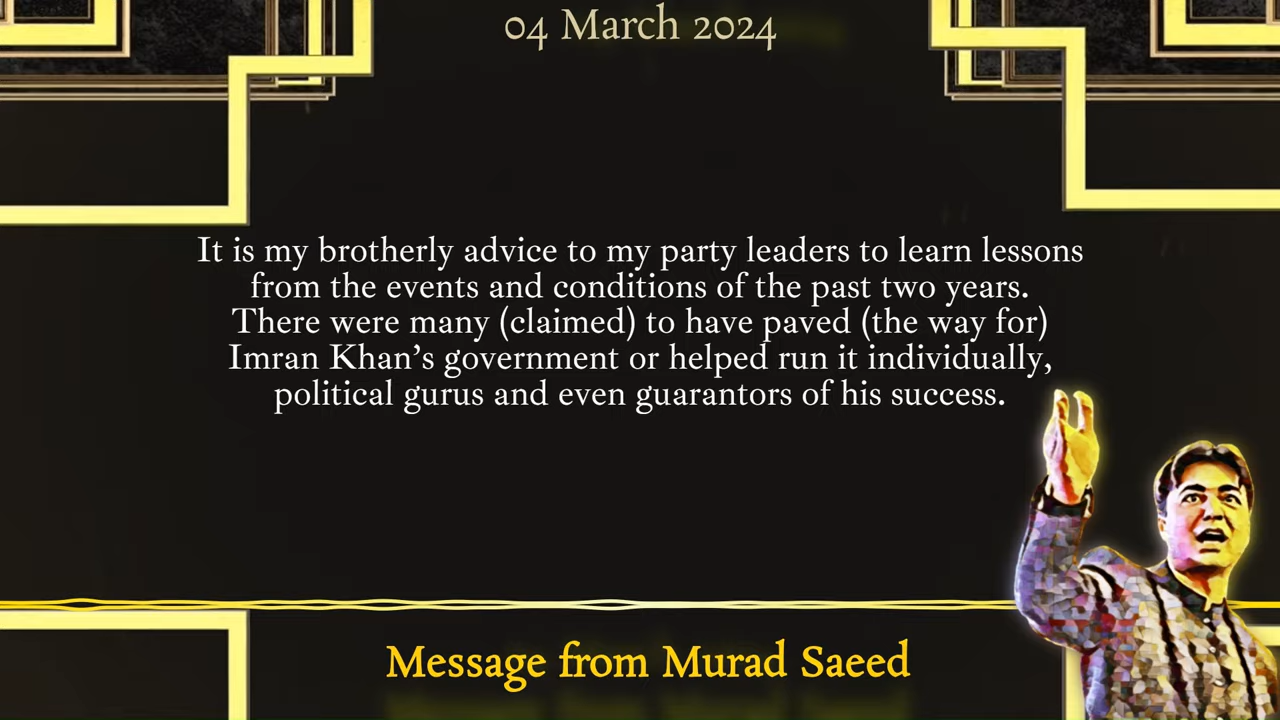 04 March 2024
It is my brotherly advice to my party leaders to learn lessons
from the events and conditions of the past two years.
There were many (claimed) to have paved (the way for)
Imran Khan's government or helped run it individually,
political gurus and even guarantors of his success.
Message from Murad Saeed